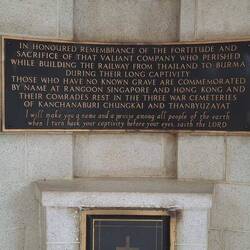 IN HONOURED REMEMBRANCE OF THE FORTITUDE AND
SACRIFICE OF THAT VALIANT COMPANY WHO PERISHED
WHILE BUILDING THE RAILWAY FROM THAILAND TO BURMA
DURING THEIR LONG CAPTIVITY
THOSE WHO HAVE NO KNOWN GRAVE ARE COMMEMORATED
BY NAME AT RANGOON SINGAPORE AND HONG KONG AND
THEIR COMRADES REST IN THE THREE WAR CEMETERIES
OF KANCHANABURI CHUNGKAI AND THANBYUZAYAT
I will make you a name and a praise among all people of the earth
when I turn back your captivity before your eyes, saith the LORD